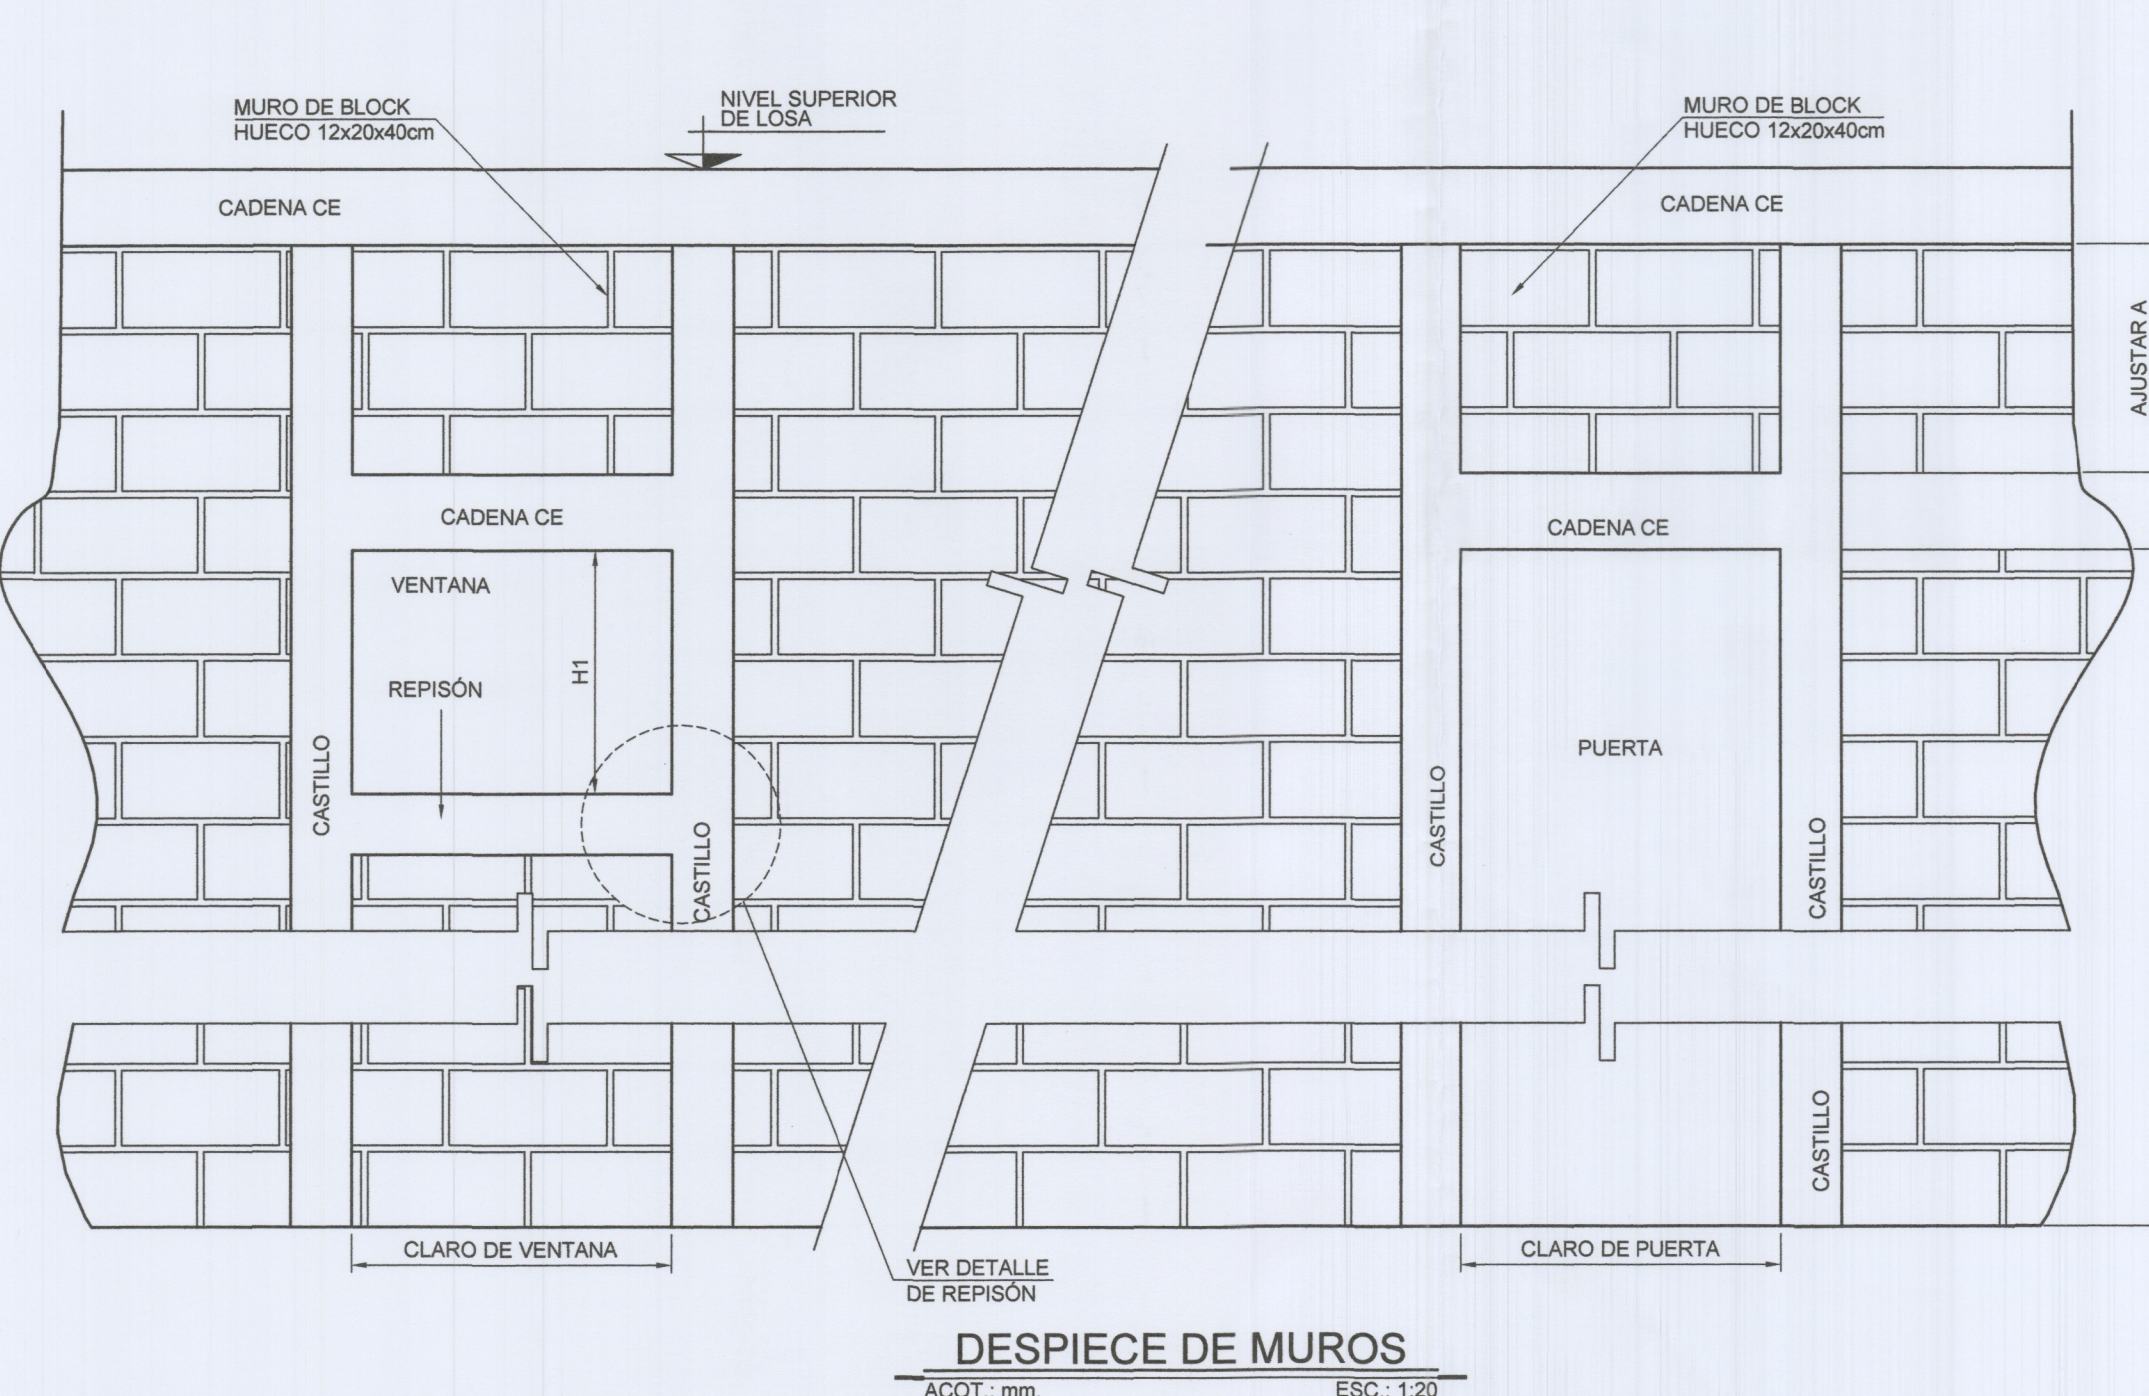 MURO DE BLOCK
HUECO 12x20x40cm
NIVEL SUPERIOR
DE LOSA
MURO DE BLOCK
HUECO 12x20x40cm
CADENA CE
CADENA CE
AJUSTAR A
CADENA CE
CADENA CE
VENTANA
H1
REPISÓN
PUERTA
CASTILLO
CASTILLO
CASTILLO
CASTILLO
CASTILLO
CLARO DE VENTANA
CLARO DE PUERTA
VER DETALLE
DE REPISÓN
DESPIECE DE MUROS
ACOT.: mm. ESC.: 1:20